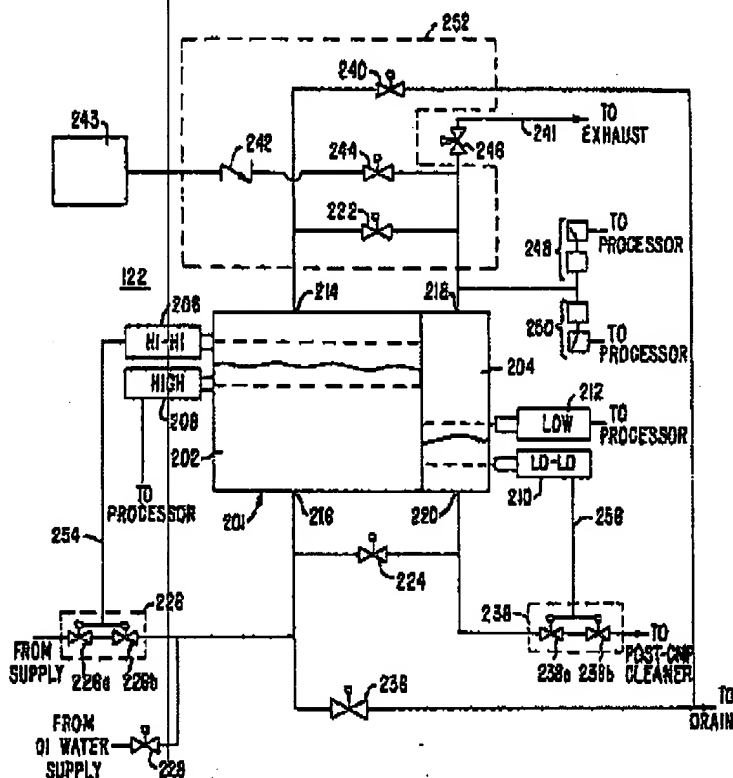 252
240
243
242
244
246
241
TO
EXHAUST
222
248
TO
PROCESSOR
122
214
218
206
HI-HI
250
TO
PROCESSOR
HIGH
208
204
212
LOW
TO
PROCESSOR
202
LO-LO
210
TO
PROCESSOR
201
216
220
254
256
224
226
238
FROM
SUPPLY
226a
226b
238a
238b
TO
POST-CMP
CLEANER
236
TO
DRAIN
FROM
DI WATER
SUPPLY
228